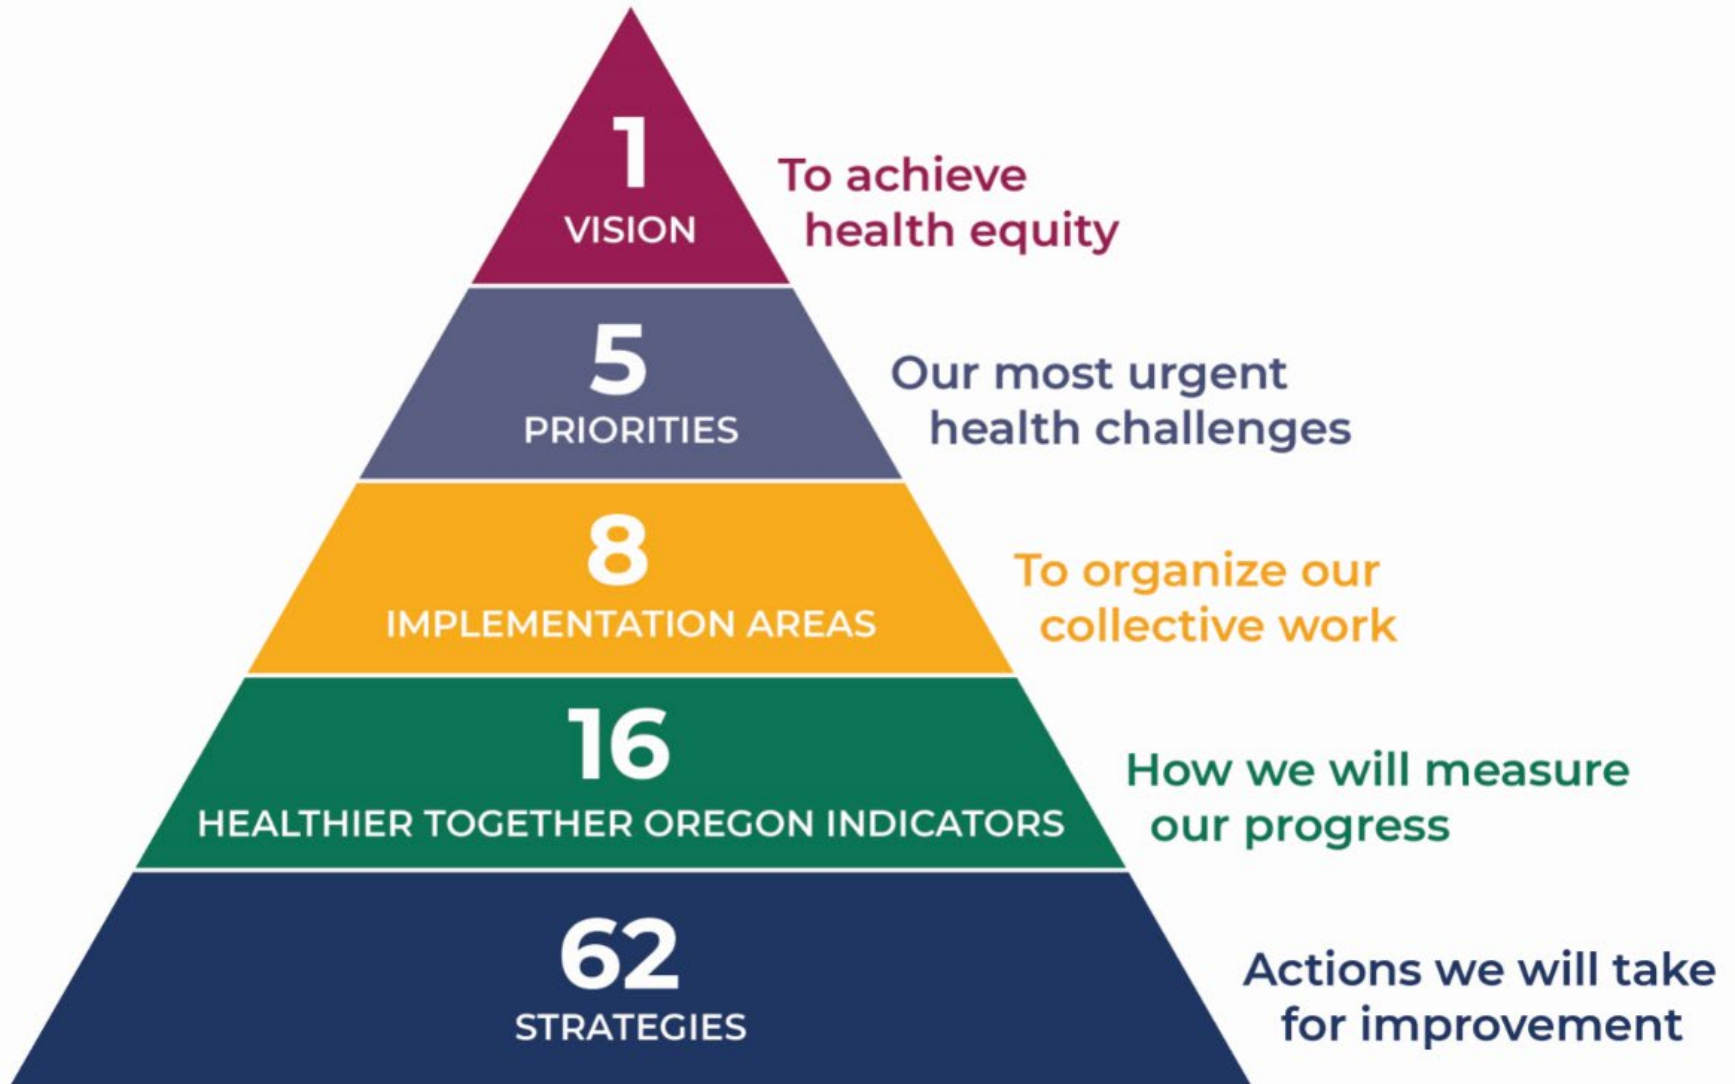 1
VISION
To achieve
health equity
5
PRIORITIES
Our most urgent
health challenges
8
IMPLEMENTATION AREAS
To organize our
collective work
16
HEALTHIER TOGETHER OREGON INDICATORS
How we will measure
our progress
62
STRATEGIES
Actions we will take
for improvement